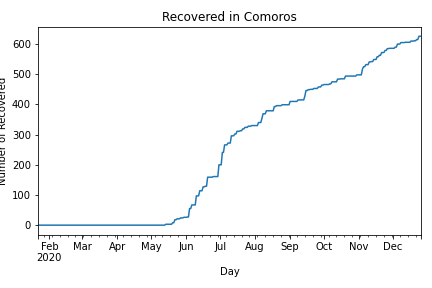 Recovered in Comoros
Number of Recovered
600
500
400
300
200
100
0
Feb Mar Apr May Jun Jul Aug Sep Oct Nov Dec
2020
Day